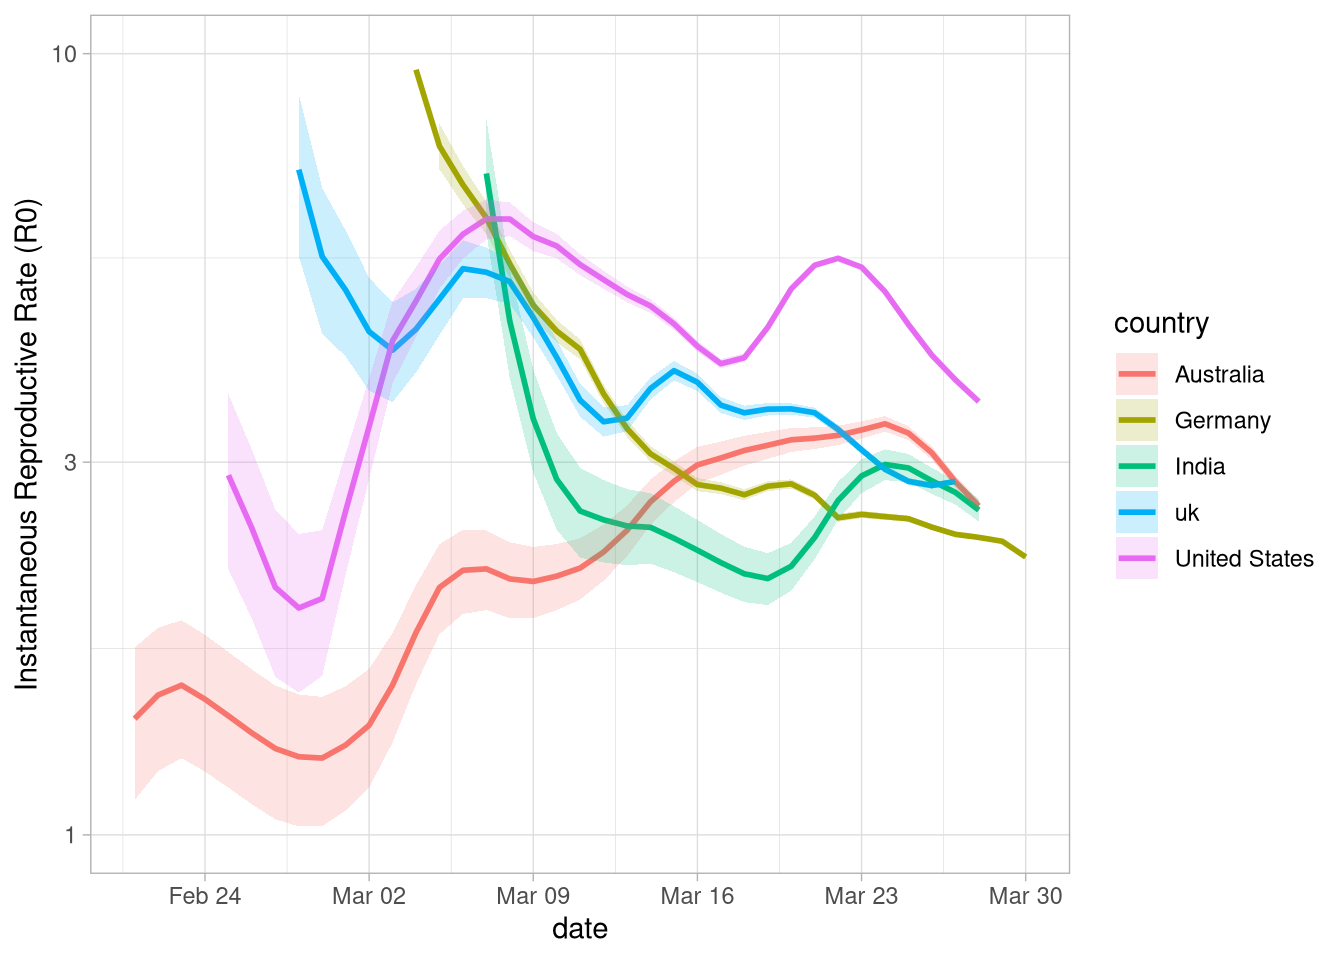 Instantaneous Reproductive Rate (R0)
10
3
1
Feb 24
Mar 02
Mar 09
Mar 16
Mar 23
Mar 30
date
country
Australia
Germany
India
uk
United States